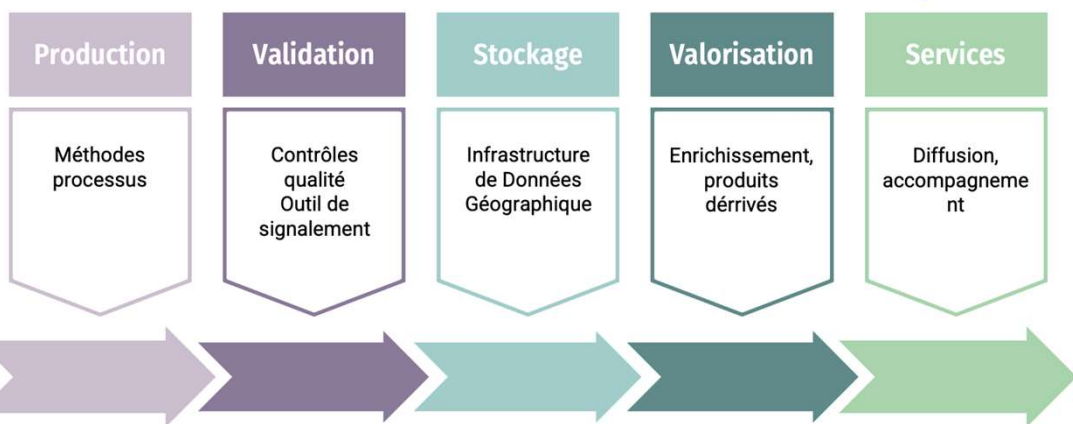 Production
Validation
Stockage
Valorisation
Services
Méthodes
processus
Contrôles
qualité
Outil de
signalement
Infrastructure
de Données
Géographique
Enrichissement,
produits
dérrivés
Diffusion,
accompagneme
nt